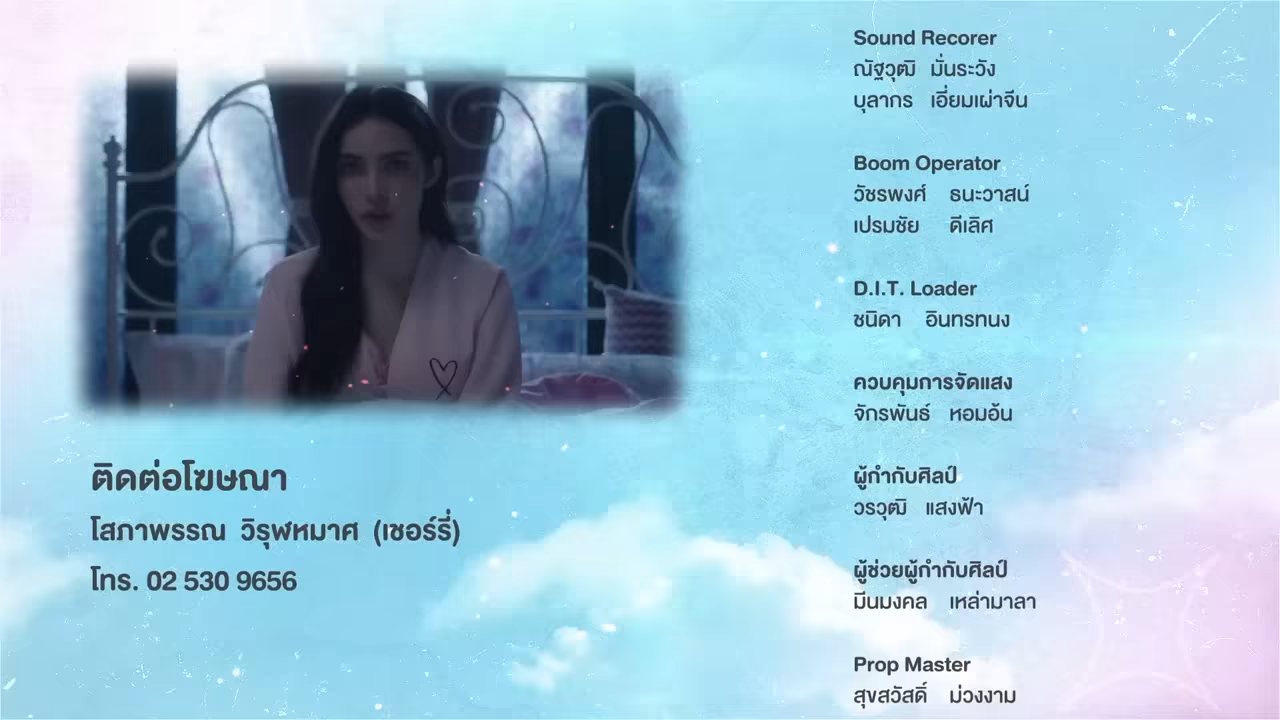 ติดต่อโฆษณา
โสภาพรรณ วิรุฬหมาศ (เชอร์รี่)
โทร. 02 530 9656
Sound Recorer
ณัฐวุฒิ มั่นระวัง
บุลากร เอี่ยมเผ่าจีน
Boom Operator
วัชรพงศ์ ธนะวาสน์
เปรมชัย ดีเลิศ
D.I.T. Loader
ชนิดา อินทรทนง
ควบคุมการจัดแสง
จักรพันธ์ หอมอ้น
ผู้กำกับศิลป์
วรวุฒิ แสงฟ้า
ผู้ช่วยผู้กำกับศิลป์
มีนมงคล เหล่ามาลา
Prop Master
สุขสวัสดิ์ ม่วงงาม